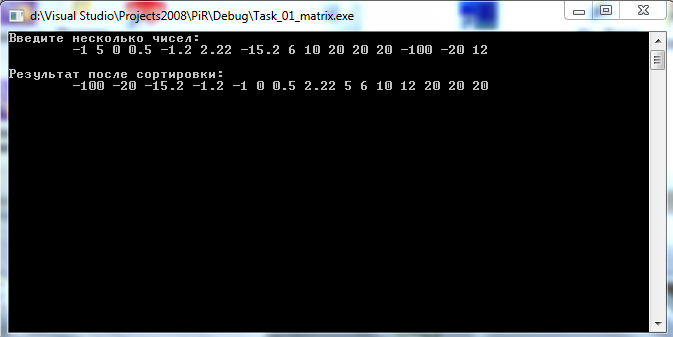 d:\Visual Studio\Projects2008\PiR\Debug\Task_01_matrix.exe
Введите несколько чисел:
-1 5 0 0.5 -1.2 2.22 -15.2 6 10 20 20 20 -100 -20 12
Результат после сортировки:
-100 -20 -15.2 -1.2 -1 0 0.5 2.22 5 6 10 12 20 20 20